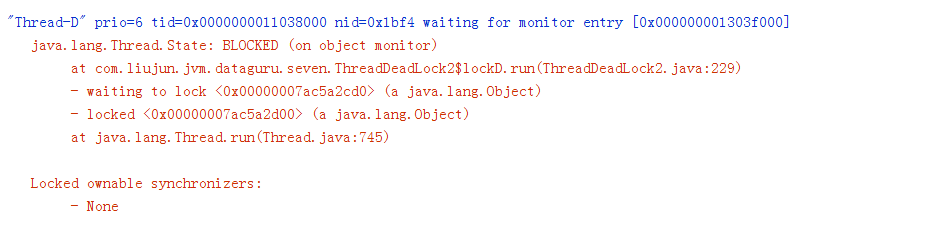 "Thread-D" prio=6 tid=0x0000000011038000 nid=0x1bf4 waiting for monitor entry [0x000000001303f000]
java.lang.Thread.State: BLOCKED (on object monitor)
at com.liujun.jvm.dataguru.seven.ThreadDeadLock2$lockD.run(ThreadDeadLock2.java:229)
- waiting to lock <0x00000007ac5a2cd0> (a java.lang.Object)
- locked <0x00000007ac5a2d00> (a java.lang.Object)
at java.lang.Thread.run(Thread.java:745)
Locked ownable synchronizers:
- None